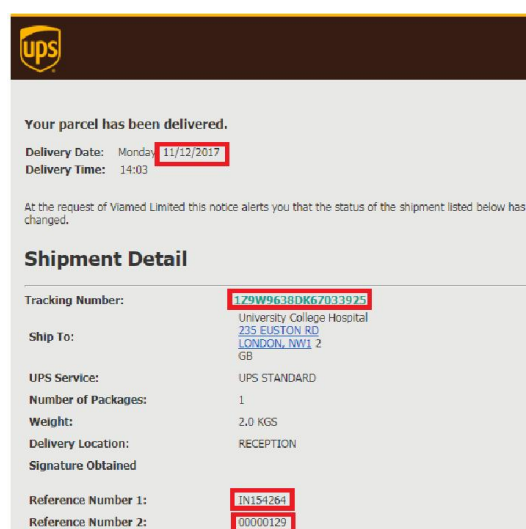 ups
Your parcel has been delivered.
Delivery Date: Monday 11/12/2017
Delivery Time: 14:03
At the request of Viamed Limited this notice alerts you that the status of the shipment listed below has
changed.
Shipment Detail
Tracking Number: 1Z9W9638DK67033925
University College Hospital
Ship To: 235 EUSTON RD
LONDON, NW1 2
GB
UPS Service: UPS STANDARD
Number of Packages: 1
Weight: 2.0 KGS
Delivery Location: RECEPTION
Signature Obtained
Reference Number 1: IN154264
Reference Number 2: 00000129